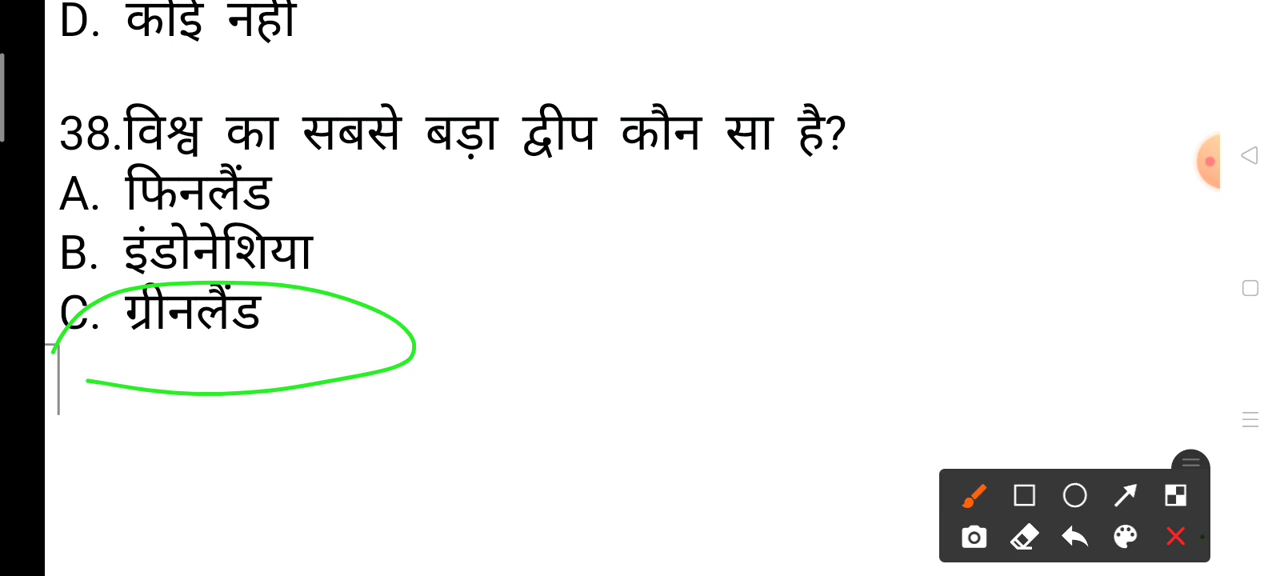 D. कोई नहीं
38.विश्व का सबसे बड़ा द्वीप कौन सा है?
A. फिनलैंड
B. इंडोनेशिया
C. ग्रीनलैंड